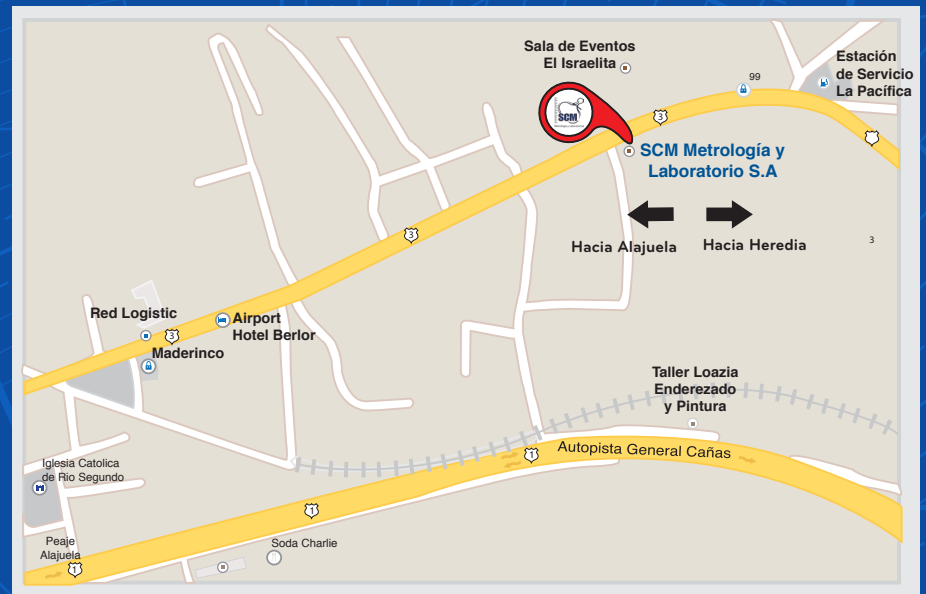 Sala de Eventos
El Israelita
99
Estación
de Servicio
La Pacífica
SCM
3
SCM Metrología y
Laboratorio S.A
Hacia Alajuela
Hacia Heredia
3
3
Red Logistic
3
Airport
Hotel Berlor
Maderinco
Taller Loazia
Enderezado
y Pintura
Autopista General Cañas
1
Iglesia Catolica
de Rio Segundo
1
Peaje
Alajuela
1
Soda Charlie